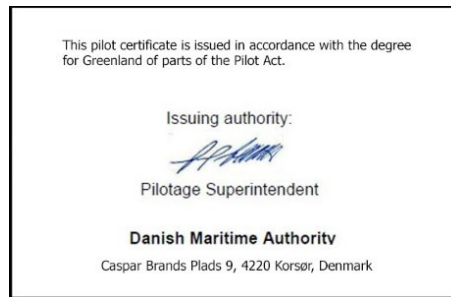 This pilot certificate is issued in accordance with the degree
for Greenland of parts of the Pilot Act.
Issuing authority:
Pilotage Superintendent
Danish Maritime Authority
Caspar Brands Plads 9, 4220 Korsør, Denmark